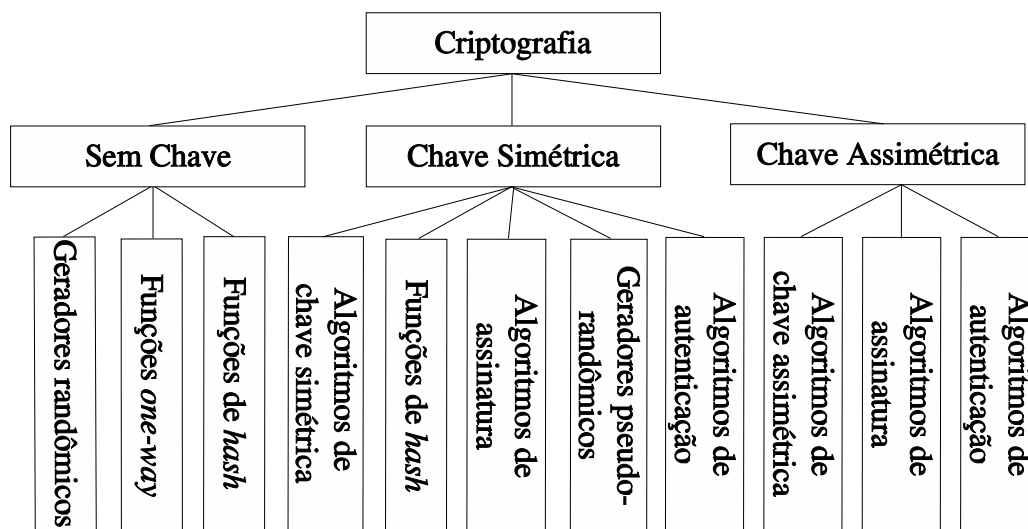 Criptografia
Sem Chave
Chave Simétrica
Chave Assimétrica
Geradores randômicos
Funções one-way
Funções de hash
Algoritmos de
chave simétrica
Funções de hash
Algoritmos de
assinatura
Geradores pseudo-
randômicos
Algoritmos de
autenticação
Algoritmos de
chave assimétrica
Algoritmos de
assinatura
Algoritmos de
autenticação